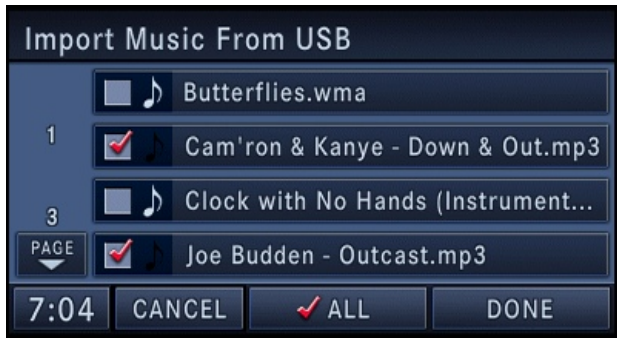 Import Music From USB
Butterflies.wma
1
Cam'ron & Kanye - Down & Out.mp3
Clock with No Hands (Instrument...
3
PAGE
Joe Budden - Outcast.mp3
7:04 CANCEL ALL DONE